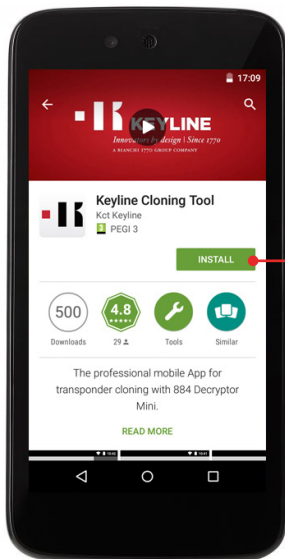 17:09
KEYLINE
Innovators by design | Since 1770
A BIANCHI 1770 GROUP COMPANY
Keyline Cloning Tool
Kct Keyline
3 PEGI 3
INSTALL
500
4.8
Downloads
29
Tools
Similar
The professional mobile App for
transponder cloning with 884 Decryptor
Mini.
READ MORE